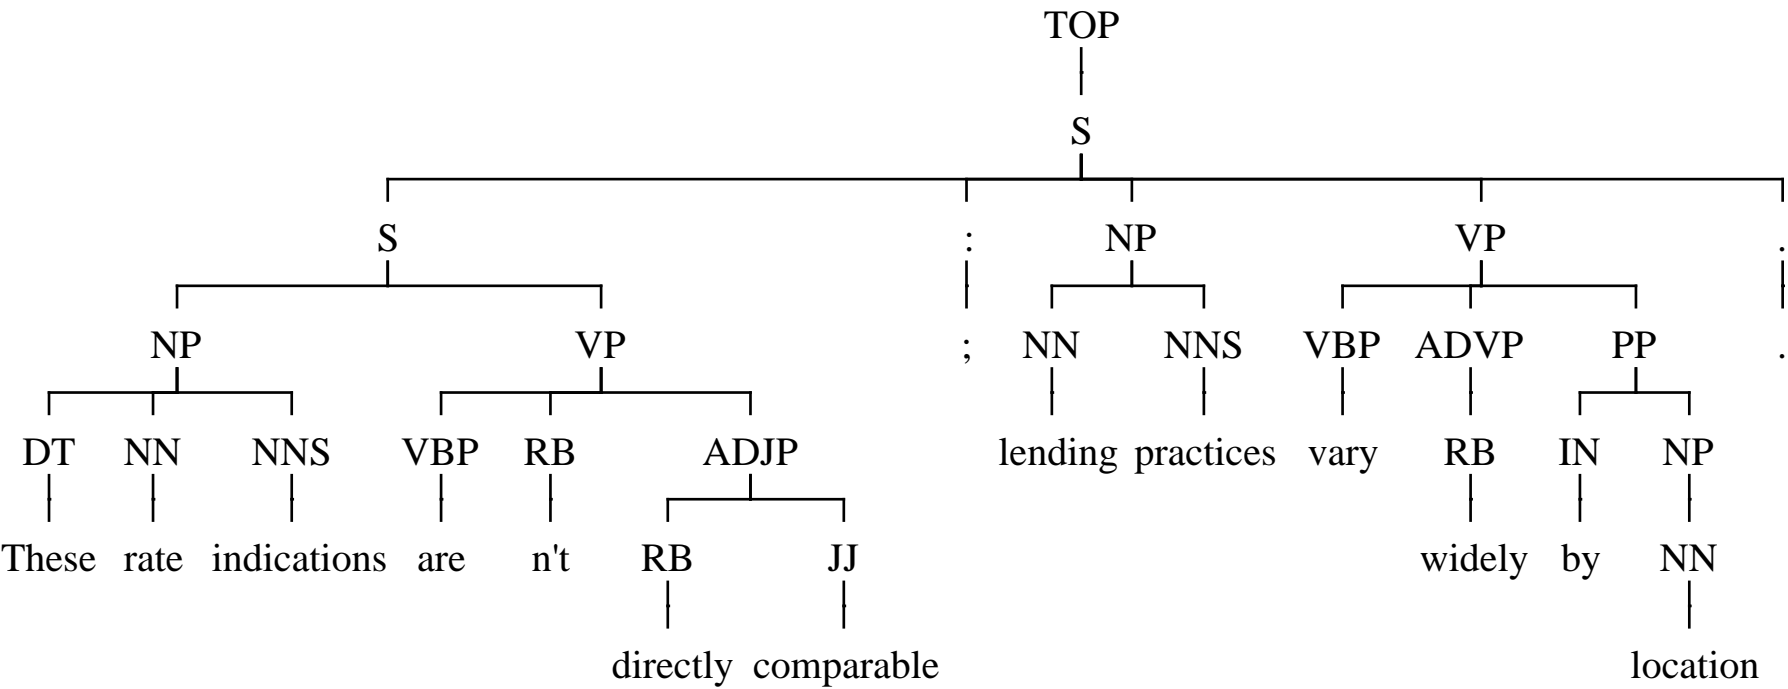 TOP
S
S : NP VP .
NP VP ; NN NNS VBP ADVP PP .
DT NN NNS VBP RB ADJP lending practices vary RB IN NP
These rate indications are n't RB JJ widely by NN
directly comparable location